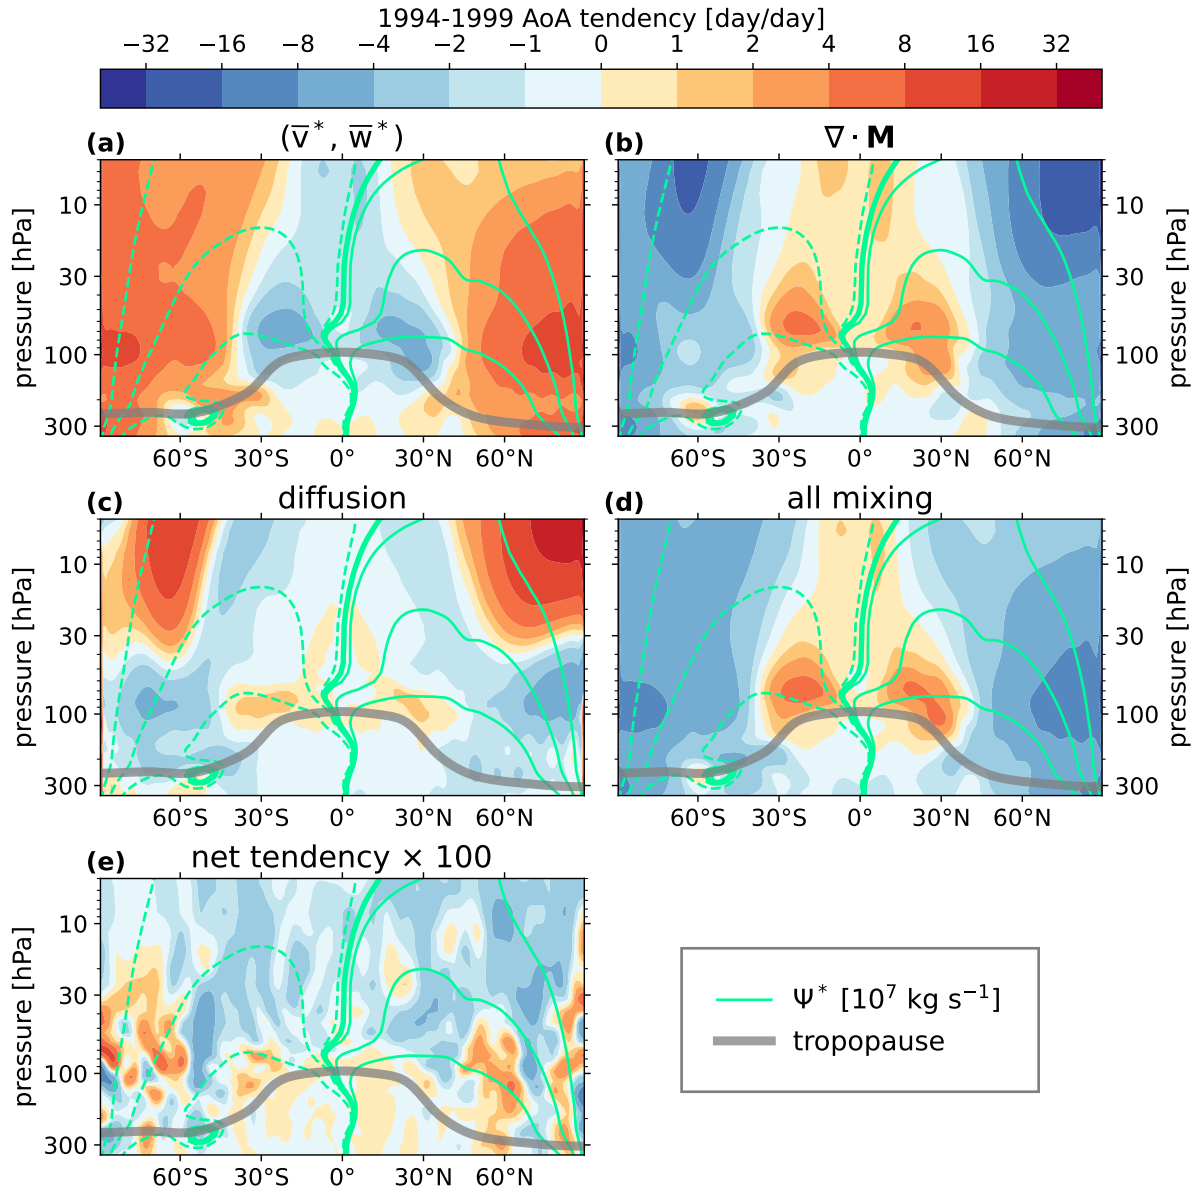 1994-1999 AoA tendency [day/day]
−32 −16 −8 −4 −2 −1 0 1 2 4 8 16 32
(a) (v̅*, w̅*)
(b) ∇ · M
pressure [hPa]
10
30
100
300
60°S 30°S 0° 30°N 60°N
10
30
100
300
pressure [hPa]
60°S 30°S 0° 30°N 60°N
(c) diffusion
(d) all mixing
pressure [hPa]
10
30
100
300
60°S 30°S 0° 30°N 60°N
10
30
100
300
pressure [hPa]
60°S 30°S 0° 30°N 60°N
(e) net tendency × 100
pressure [hPa]
10
30
100
300
60°S 30°S 0° 30°N 60°N
Ψ* [10⁷ kg s⁻¹]
tropopause